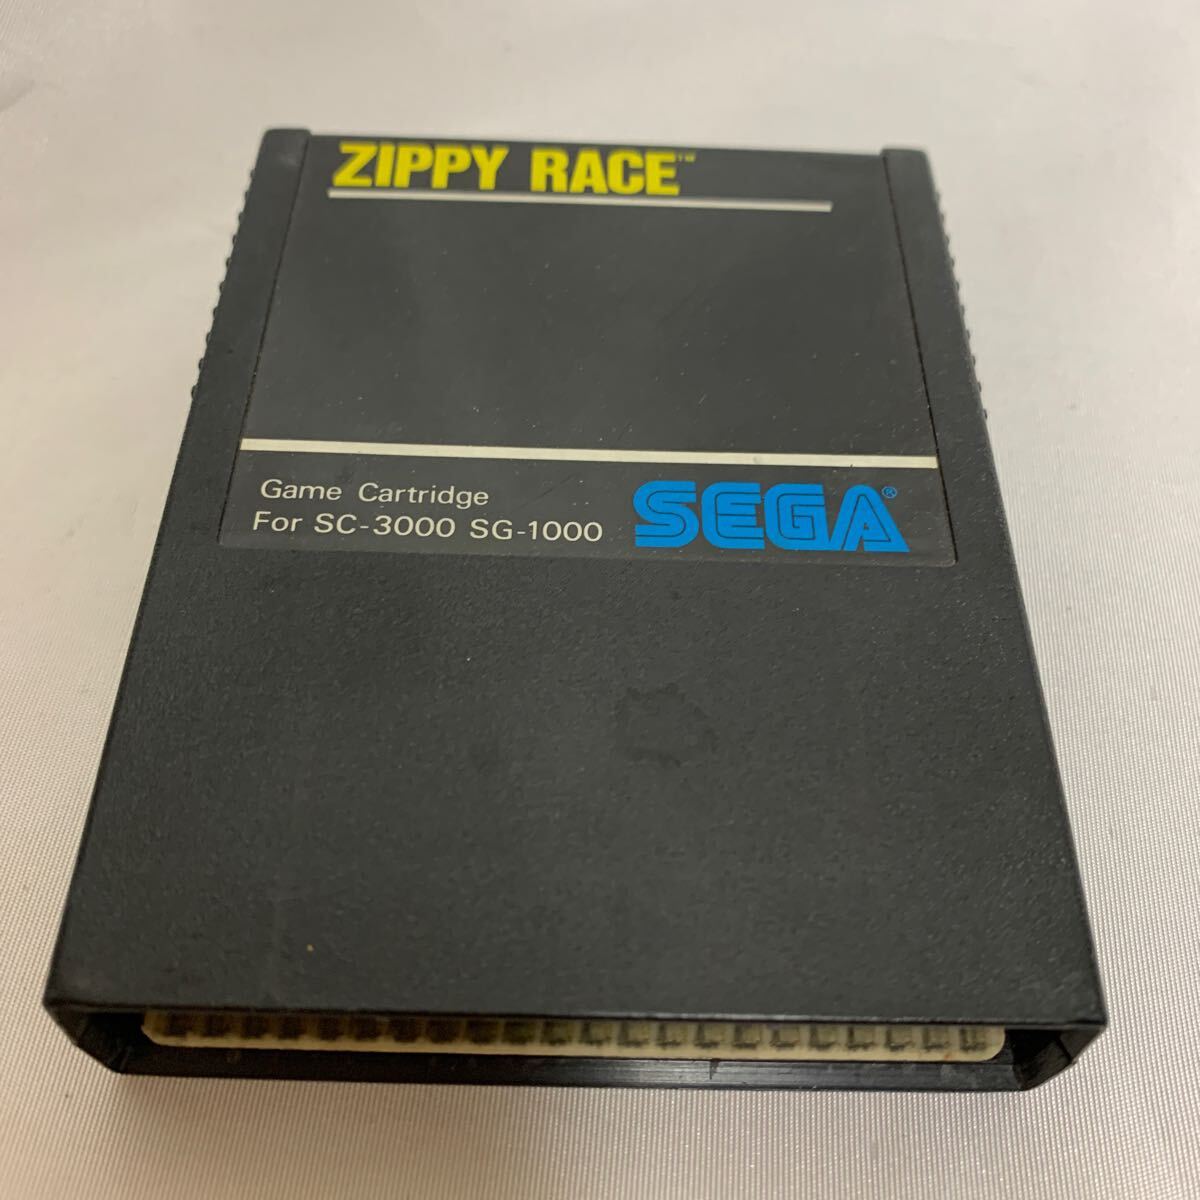 ZIPPY RACE™
Game Cartridge
For SC-3000 SG-1000
SEGA®